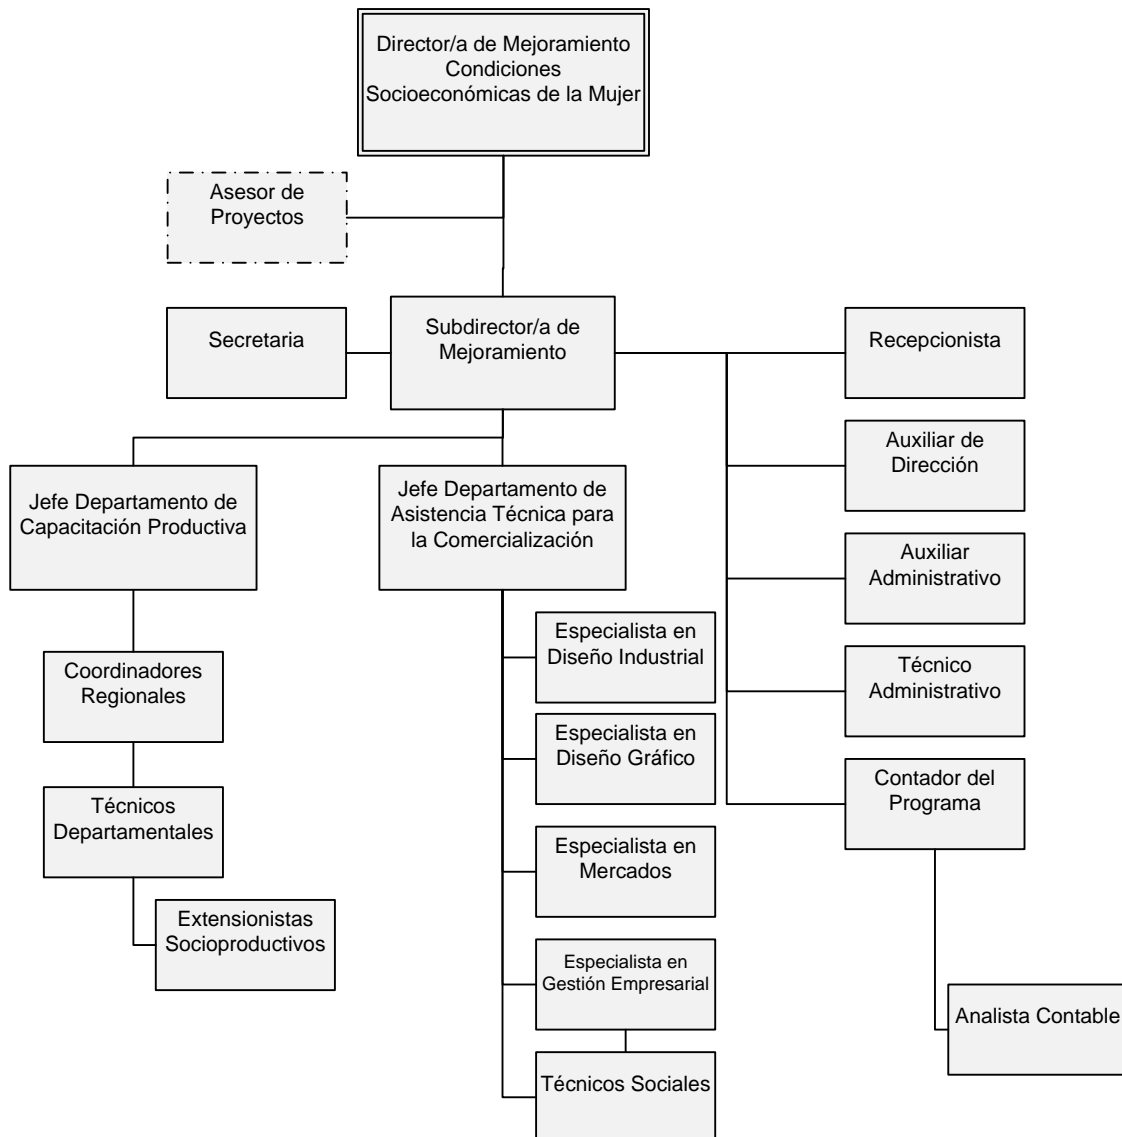 Director/a de Mejoramiento
Condiciones
Socioeconómicas de la Mujer
Asesor de
Proyectos
Secretaria
Subdirector/a de
Mejoramiento
Recepcionista
Auxiliar de
Dirección
Jefe Departamento de
Capacitación Productiva
Jefe Departamento de
Asistencia Técnica para
la Comercialización
Auxiliar
Administrativo
Especialista en
Diseño Industrial
Coordinadores
Regionales
Técnico
Administrativo
Especialista en
Diseño Gráfico
Contador del
Programa
Técnicos
Departamentales
Especialista en
Mercados
Extensionistas
Socioproductivos
Especialista en
Gestión Empresarial
Analista Contable
Técnicos Sociales